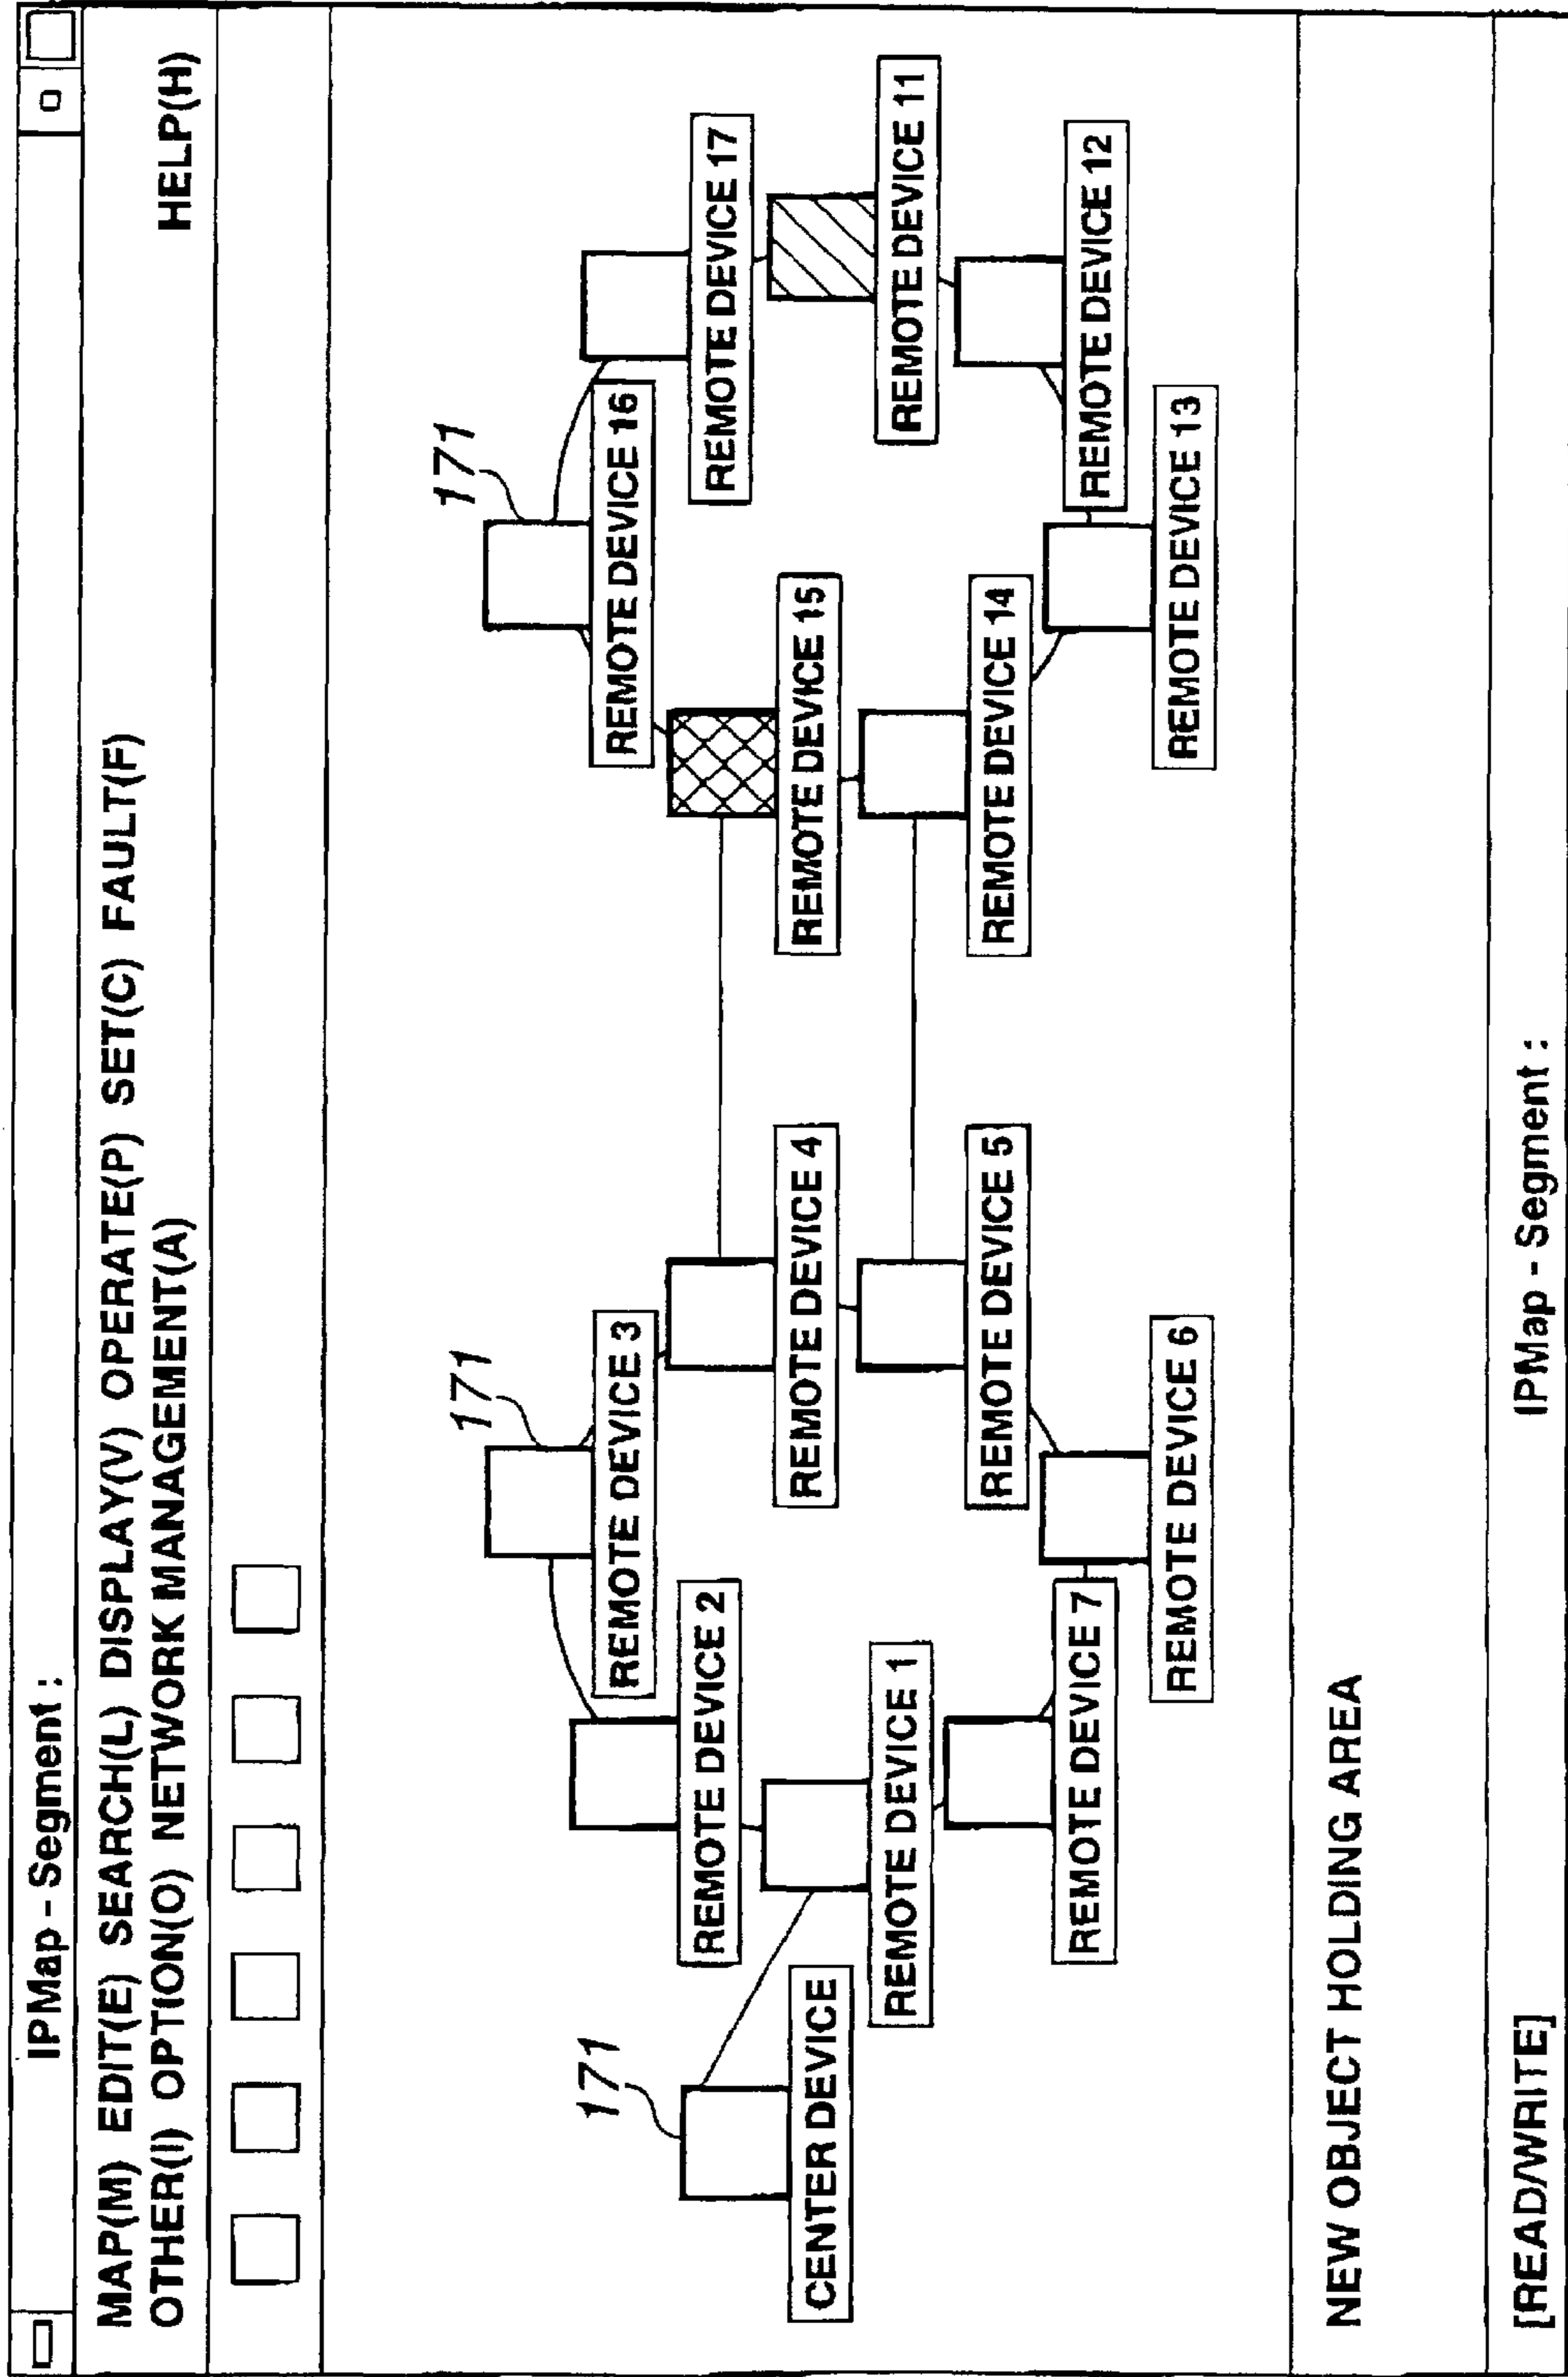 IPMap - Segment :
MAP(M) EDIT(E) SEARCH(L) DISPLAY(V) OPERATE(P) SET(C) FAULT(F)
OTHER(I) OPTION(O) NETWORK MANAGEMENT(A)
HELP(H)
171
171
171
CENTER DEVICE
REMOTE DEVICE 2
REMOTE DEVICE 3
REMOTE DEVICE 1
REMOTE DEVICE 4
REMOTE DEVICE 7
REMOTE DEVICE 5
REMOTE DEVICE 6
REMOTE DEVICE 16
REMOTE DEVICE 17
REMOTE DEVICE 15
REMOTE DEVICE 11
REMOTE DEVICE 14
REMOTE DEVICE 12
REMOTE DEVICE 13
NEW OBJECT HOLDING AREA
[READ/WRITE]
IPMap - Segment :